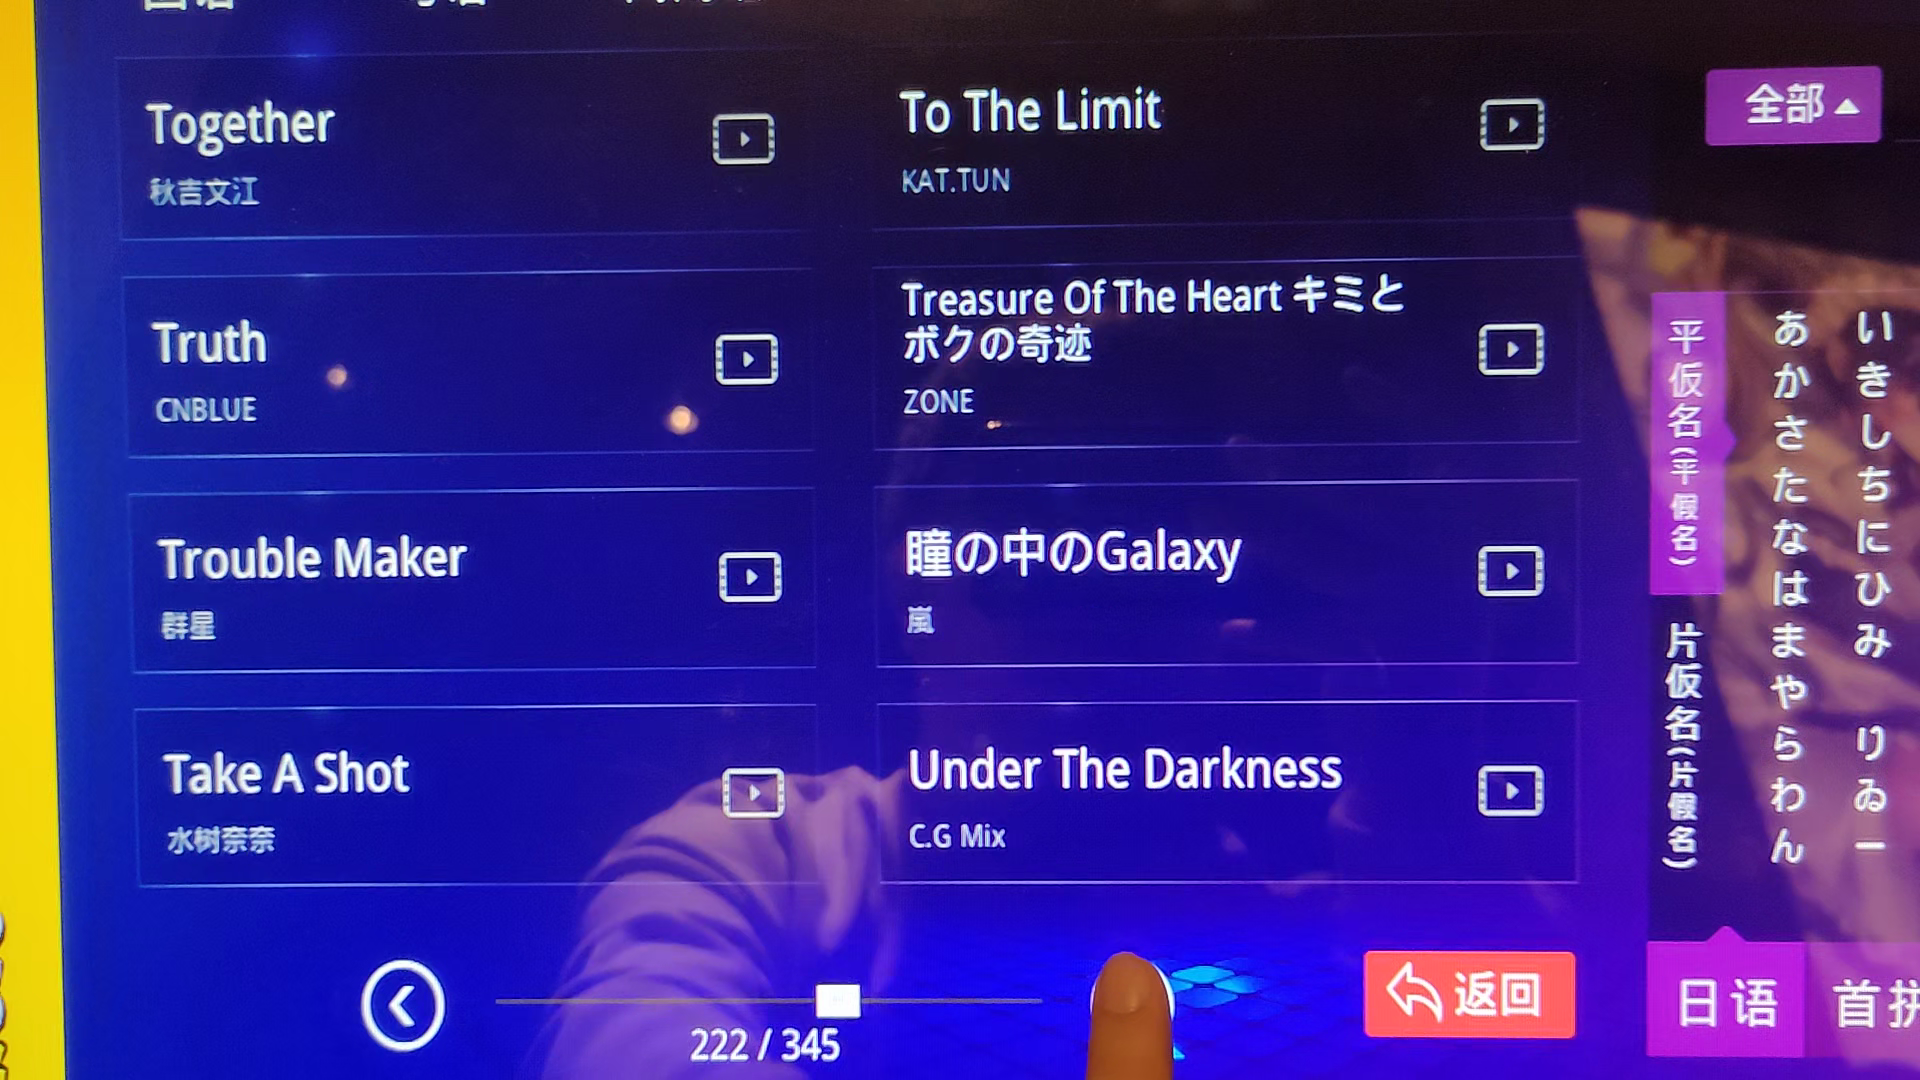 Together
秋吉文江
To The Limit
KAT.TUN
Truth
CNBLUE
Treasure Of The Heart キミと
ボクの奇迹
ZONE
Trouble Maker
群星
瞳の中のGalaxy
嵐
Take A Shot
水树奈奈
Under The Darkness
C.G Mix
222 / 345
返回
全部
平仮名(平假名)
片仮名(片假名)
あかさたなはまやらわん
いきしちにひみ りゐー
日语
首拼